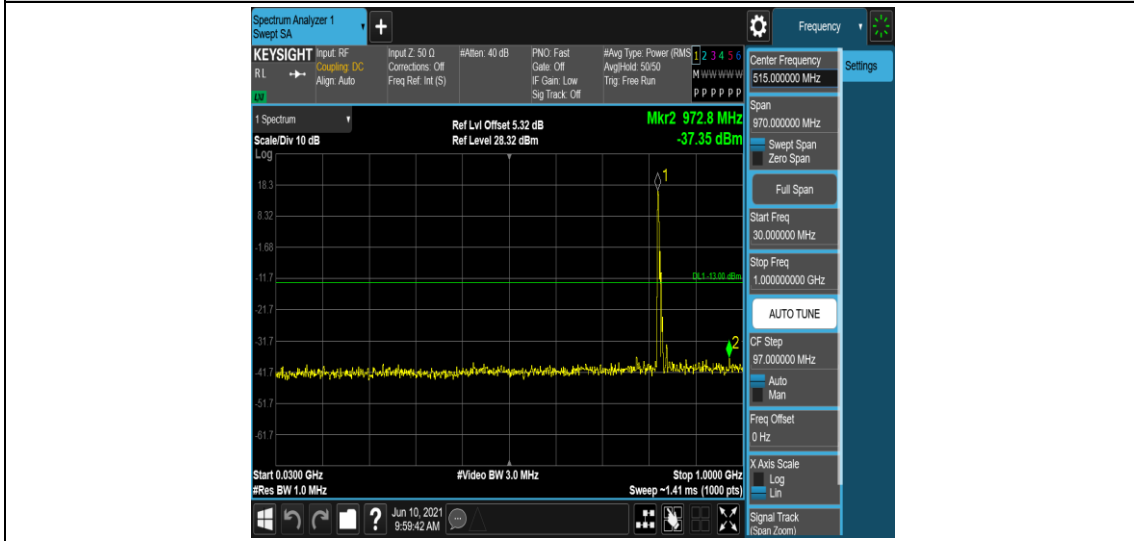 Spectrum Analyzer 1
Swept SA
Frequency
KEYSIGHT
RL
Input: RF
Coupling: DC
Align: Auto
Input Z: 50 Ω
Corrections: Off
Freq Ref: Int (S)
#Atten: 40 dB
PNO: Fast
Gate: Off
IF Gain: Low
Sig Track: Off
#Avg Type: Power (RMS
Avg|Hold: 50/50
Trig: Free Run
1 2 3 4 5 6
M W W W W W
P P P P P P
Center Frequency
515.000000 MHz
Settings
Span
970.000000 MHz
Swept Span
Zero Span
Full Span
Start Freq
30.000000 MHz
Stop Freq
1.000000000 GHz
AUTO TUNE
CF Step
97.000000 MHz
Auto
Man
Freq Offset
0 Hz
X Axis Scale
Log
Lin
Signal Track
(Span Zoom)
1 Spectrum
Scale/Div 10 dB
Log
Ref Lvl Offset 5.32 dB
Ref Level 28.32 dBm
Mkr2 972.8 MHz
-37.35 dBm
1
18.3
8.32
-1.68
-11.7
DL1 -13.00 dBm
-21.7
-31.7
2
-41.7
-51.7
-61.7
Start 0.0300 GHz
#Video BW 3.0 MHz
Stop 1.0000 GHz
#Res BW 1.0 MHz
Sweep ~1.41 ms (1000 pts)
Jun 10, 2021
9:59:42 AM